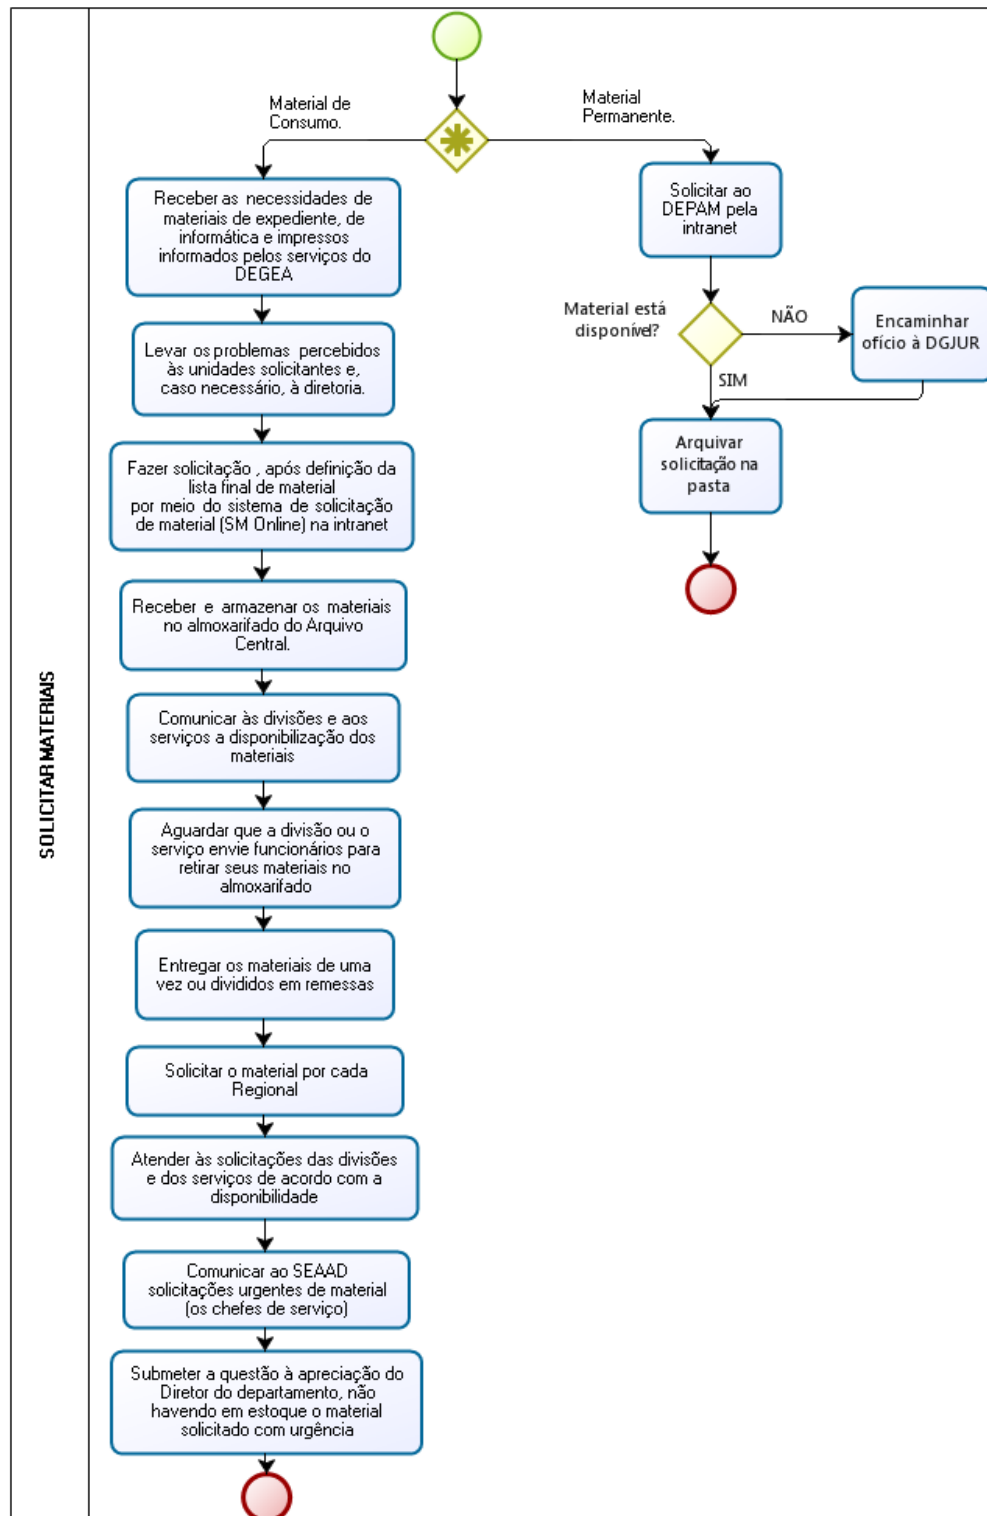 SOLICITAR MATERIAIS
Material de
Consumo.
Material
Permanente.
Receber as necessidades de
materiais de expediente, de
informática e impressos
informados pelos serviços do
DEGEA
Levar os problemas percebidos
às unidades solicitantes e,
caso necessário, à diretoria.
Fazer solicitação , após definição da
lista final de material
por meio do sistema de solicitação
de material (SM Online) na intranet
Receber e armazenar os materiais
no almoxarifado do Arquivo
Central.
Comunicar às divisões e aos
serviços a disponibilização dos
materiais
Aguardar que a divisão ou o
serviço envie funcionários para
retirar seus materiais no
almoxarifado
Entregar os materiais de uma
vez ou divididos em remessas
Solicitar o material por cada
Regional
Atender às solicitações das divisões
e dos serviços de acordo com a
disponibilidade
Comunicar ao SEAAD
solicitações urgentes de material
(os chefes de serviço)
Submeter a questão à apreciação do
Diretor do departamento, não
havendo em estoque o material
solicitado com urgência
Solicitar ao
DEPAM pela
intranet
Material está
disponível?
NÃO
Encaminhar
ofício à DGJUR
SIM
Arquivar
solicitação na
pasta